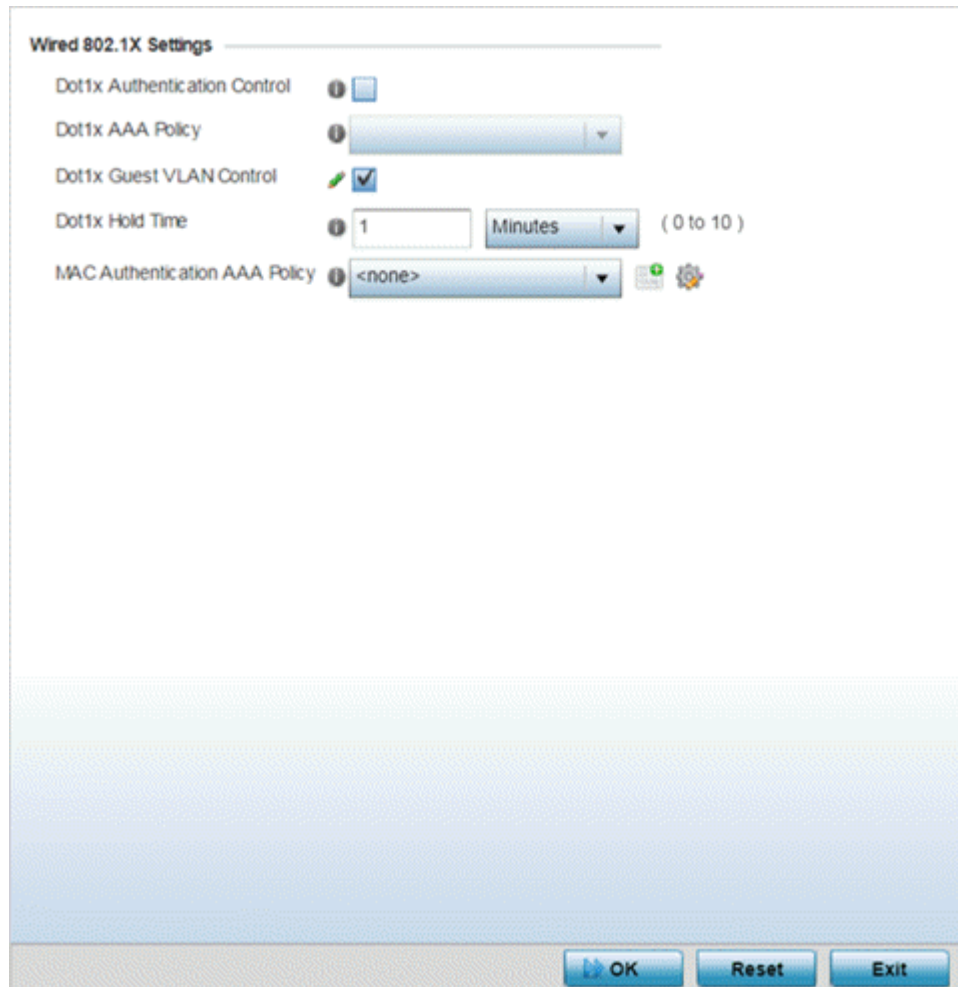 Wired 802.1X Settings
Dot1x Authentication Control
Dot1x AAA Policy
Dot1x Guest VLAN Control
Dot1x Hold Time 1 Minutes ( 0 to 10 )
MAC Authentication AAA Policy <none>
OK Reset Exit